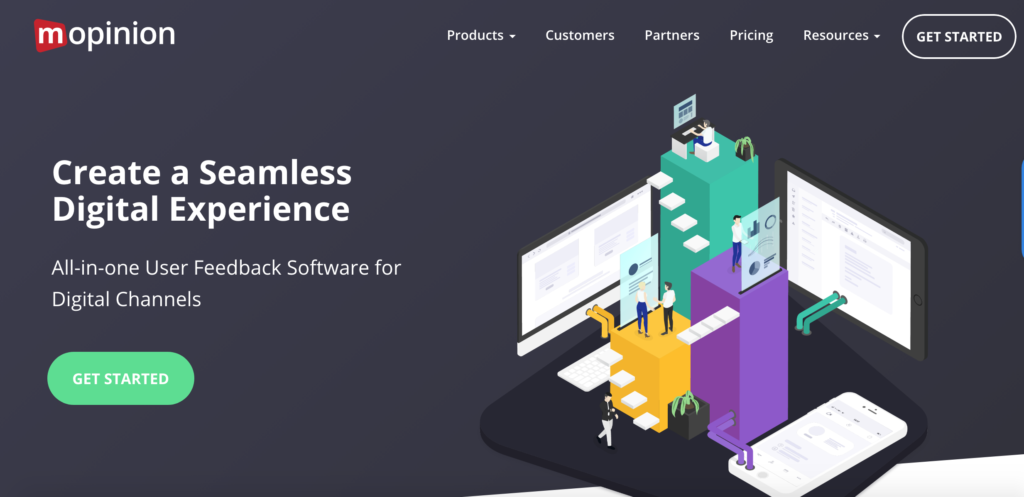 mopinion
Products
Customers
Partners
Pricing
Resources
GET STARTED
Create a Seamless
Digital Experience
All-in-one User Feedback Software for
Digital Channels
GET STARTED